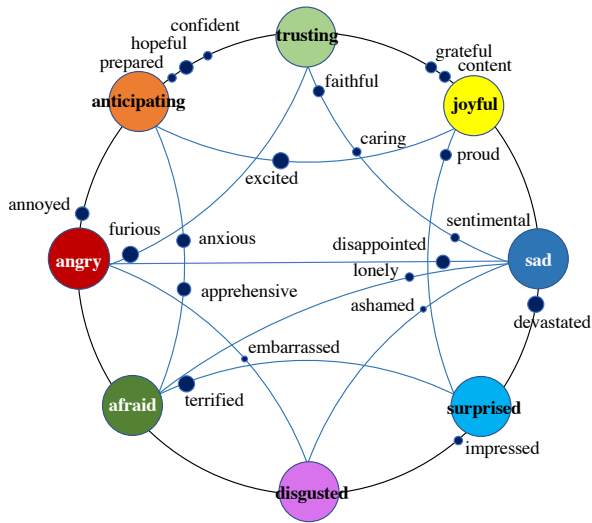 confident
trusting
hopeful
grateful
prepared
content
faithful
anticipating
joyful
caring
proud
excited
annoyed
sentimental
furious
anxious
disappointed
angry
sad
lonely
apprehensive
ashamed
devastated
embarrassed
terrified
afraid
surprised
impressed
disgusted